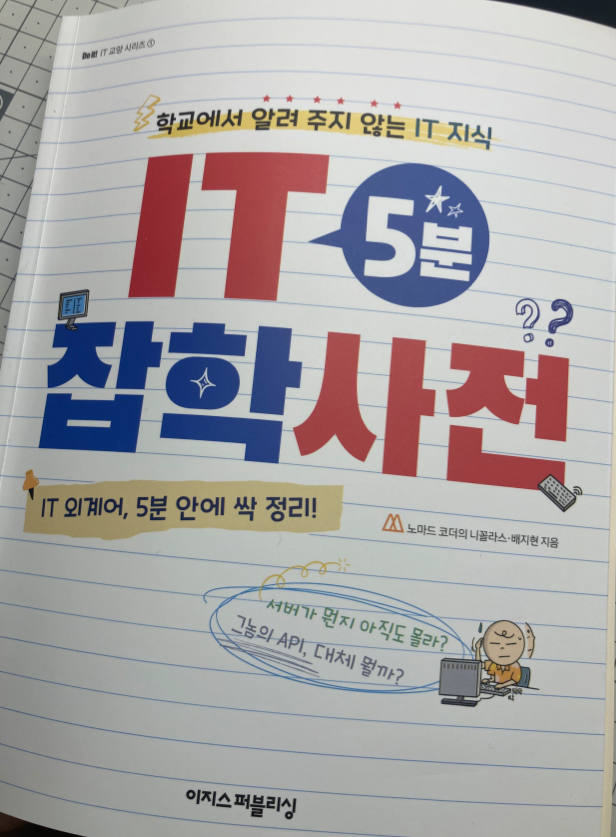 Do it! IT 교양 시리즈 ①
학교에서 알려 주지 않는 IT 지식
IT 5분
잡학사전
??
IT 외계어, 5분 안에 싹 정리!
노마드 코더의 니꼴라스·배지현 지음
서버가 뭔지 아직도 몰라?
그놈의 API, 대체 뭘까?
이지스퍼블리싱